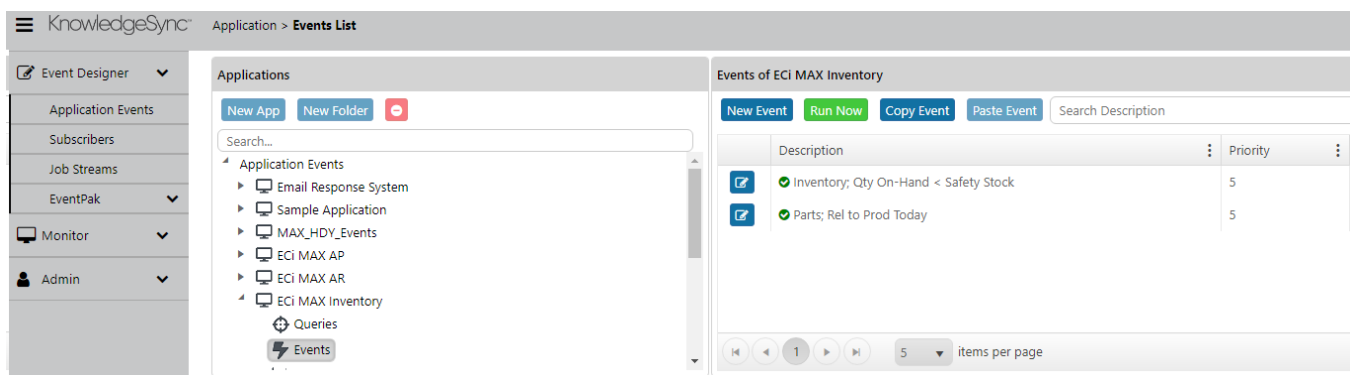 KnowledgeSync™ Application > Events List
Event Designer
Application Events
Subscribers
Job Streams
EventPak
Monitor
Admin
Applications
New App New Folder
Search...
Application Events
Email Response System
Sample Application
MAX_HDY_Events
ECi MAX AP
ECi MAX AR
ECi MAX Inventory
Queries
Events
Events of ECi MAX Inventory
New Event Run Now Copy Event Paste Event Search Description
Description Priority
Inventory; Qty On-Hand < Safety Stock 5
Parts; Rel to Prod Today 5
1 5 items per page